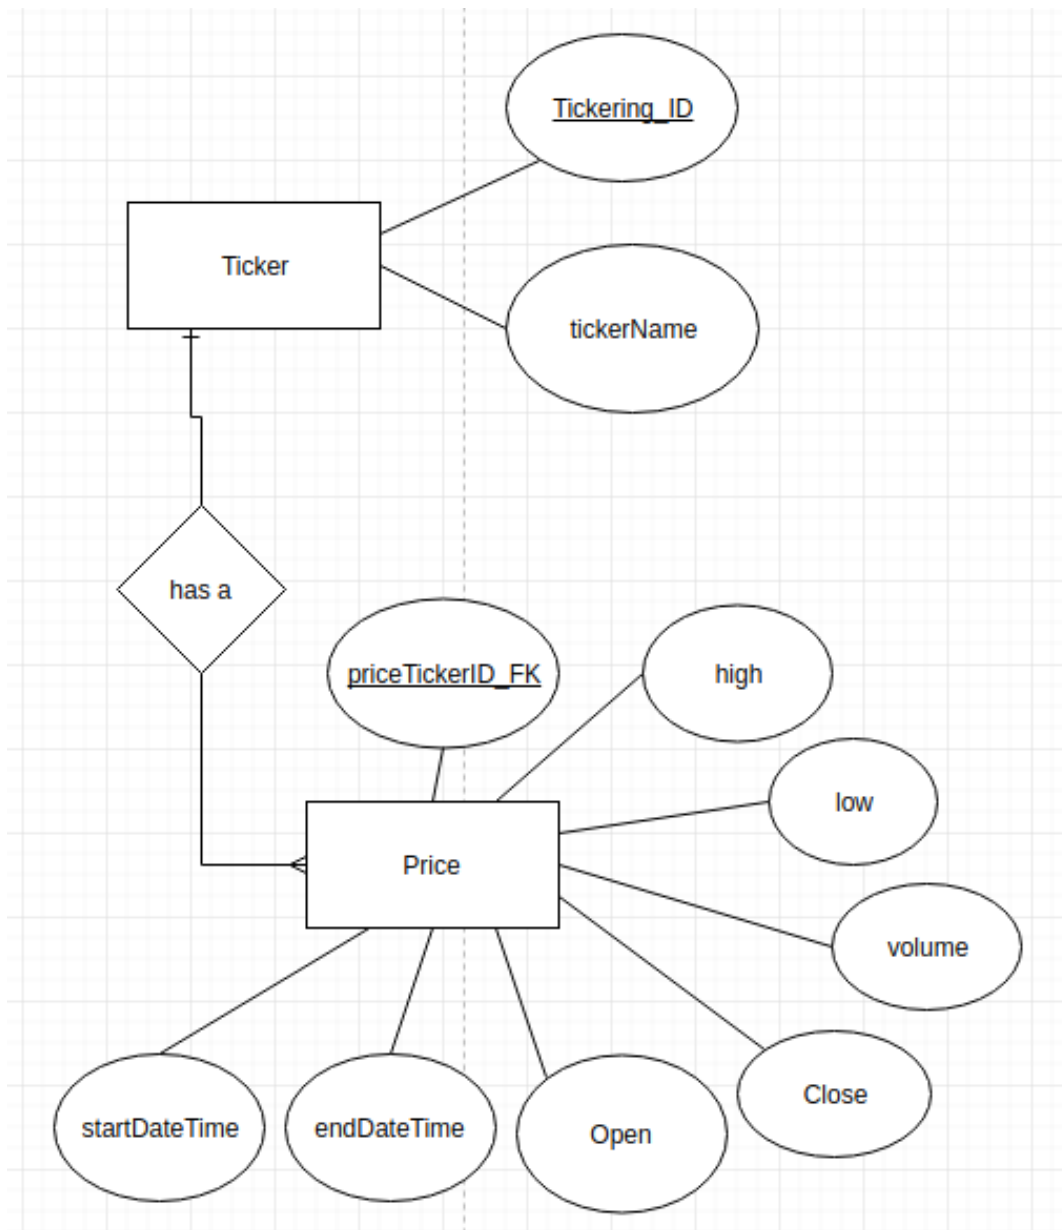 Tickering_ID
Ticker
tickerName
has a
priceTickerID_FK
high
low
Price
volume
Close
startDateTime
endDateTime
Open